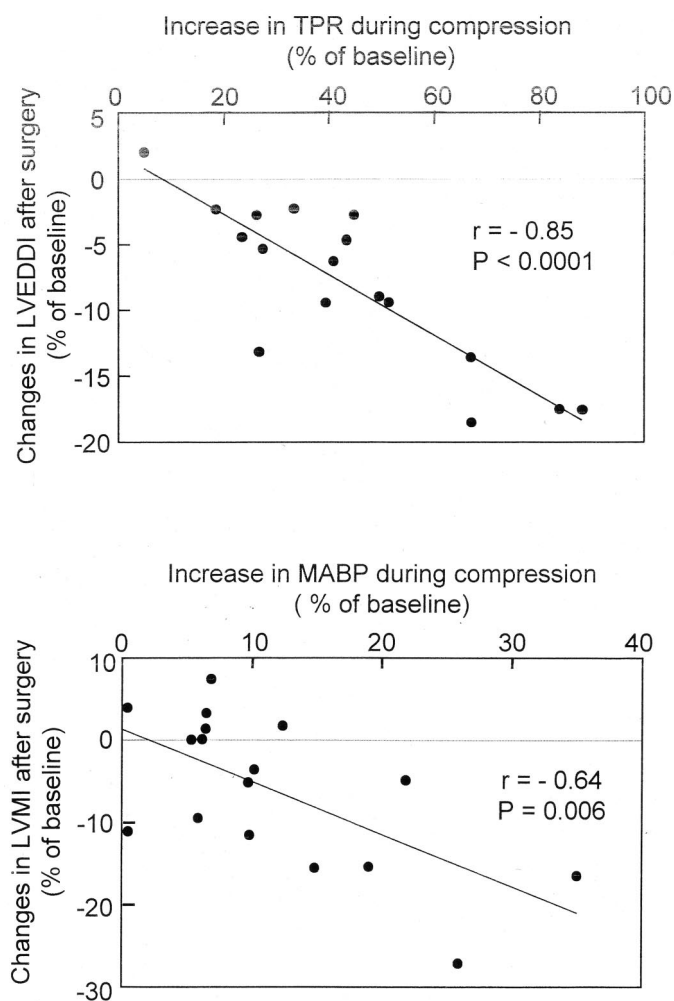 Increase in TPR during compression
(% of baseline)
0 20 40 60 80 100
5
0
-5
-10
-15
-20
Changes in LVEDDI after surgery
(% of baseline)
r = - 0.85
P < 0.0001
Increase in MABP during compression
( % of baseline)
0 10 20 30 40
10
0
-10
-20
-30
Changes in LVMI after surgery
(% of baseline)
r = - 0.64
P = 0.006